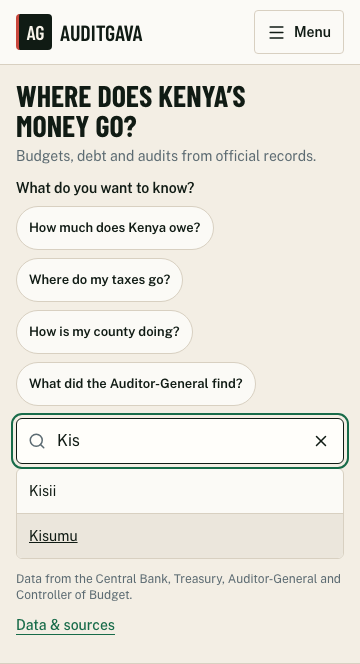 AG AUDITGAVA
Menu
WHERE DOES KENYA'S
MONEY GO?
Budgets, debt and audits from official records.
What do you want to know?
How much does Kenya owe?
Where do my taxes go?
How is my county doing?
What did the Auditor-General find?
Kis
Kisii
Kisumu
Data from the Central Bank, Treasury, Auditor-General and
Controller of Budget.
Data & sources